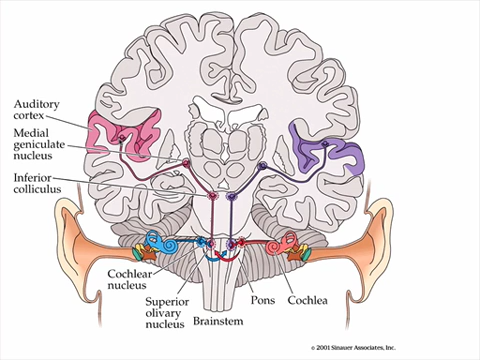 Auditory
cortex
Medial
geniculate
nucleus
Inferior
colliculus
Cochlear
nucleus
Superior
olivary
nucleus
Brainstem
Pons
Cochlea
© 2001 Sinauer Associates, Inc.